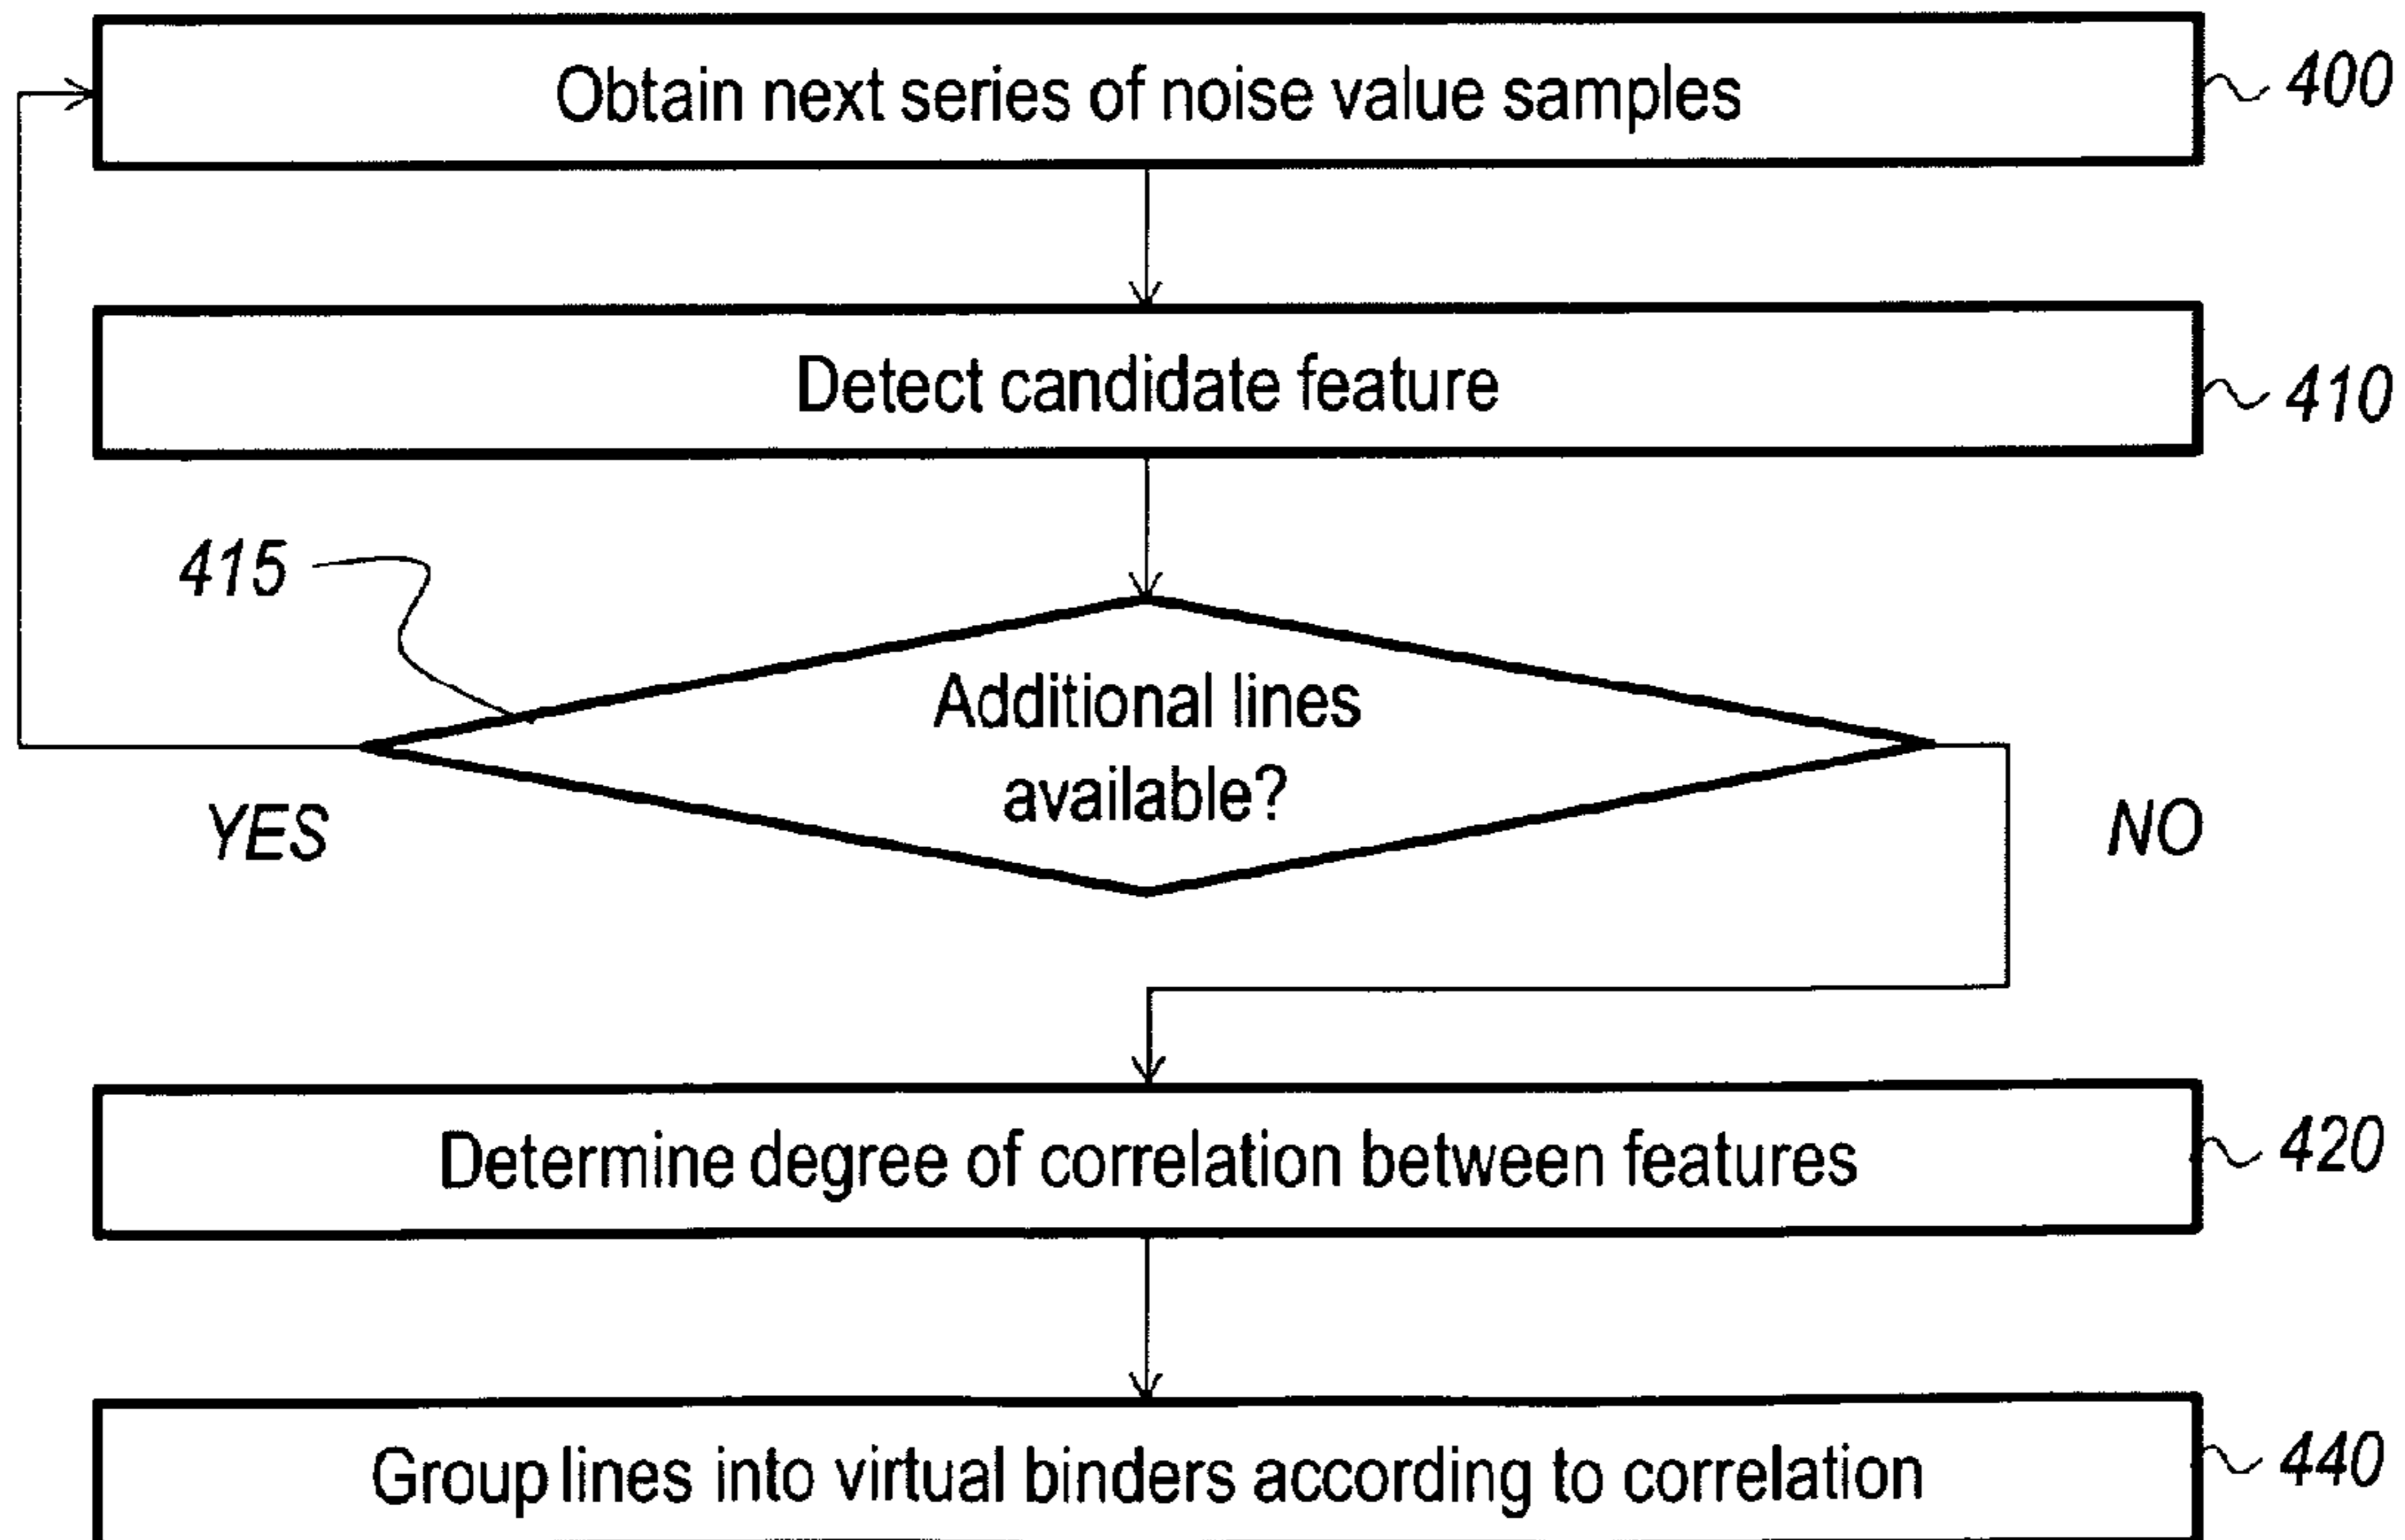 Obtain next series of noise value samples
400
Detect candidate feature
410
415
Additional lines
available?
YES
NO
Determine degree of correlation between features
420
Group lines into virtual binders according to correlation
440